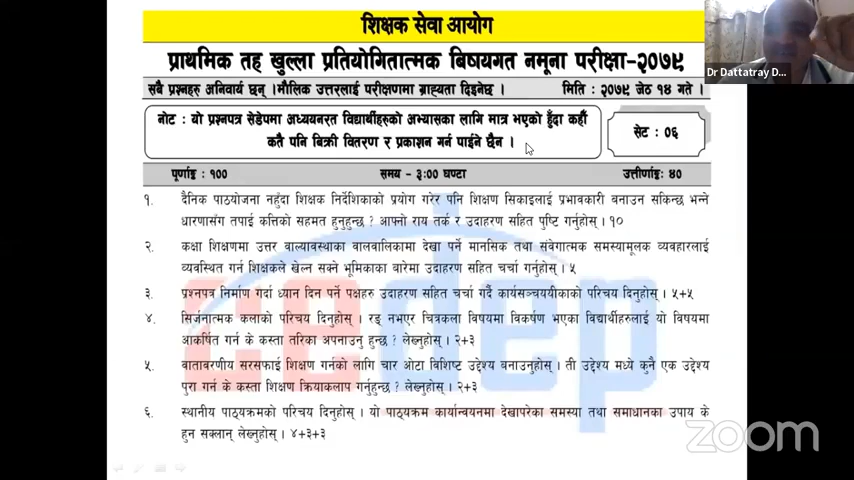 शिक्षक सेवा आयोग
प्राथमिक तह खुल्ला प्रतियोगितात्मक बिषयगत नमूना परीक्षा-२०७९
सबै प्रश्नहरु अनिवार्य छन् ।मौलिक उत्तरलाई परीक्षणमा ब्राह्यता दिइनेछ । मिति : २०७९ जेठ १४ गते ।
नोट : यो प्रश्नपत्र सेडेपमा अध्ययनरत विद्यार्थीहरुको अभ्यासका लागि मात्र भएको हुँदा कहीँ
कतै पनि बिक्री वितरण र प्रकाशन गर्न पाईने छैन ।
सेट : ०६
पूर्णाङ्क : १०० समय - ३:०० घण्टा उत्तीर्णाङ्क: ४०
१. दैनिक पाठयोजना नहुँदा शिक्षक निर्देशिकाको प्रयोग गरेर पनि शिक्षण सिकाइलाई प्रभावकारी बनाउन सकिन्छ भन्ने
धारणासँग तपाई कत्तिको सहमत हुनुहुन्छ ? आफ्नो राय तर्क र उदाहरण सहित पुष्टि गर्नुहोस् । १०
२. कक्षा शिक्षणमा उत्तर वाल्यावस्थाका वालवालिकामा देखा पर्ने मानसिक तथा संवेगात्मक समस्यामूलक व्यवहारलाई
व्यवस्थित गर्न शिक्षकले खेल्न सक्ने भूमिकाका बारेमा उदाहरण सहित चर्चा गर्नुहोस् । ५
३. प्रश्नपत्र निर्माण गर्दा ध्यान दिन पर्ने पक्षहरु उदाहरण सहित चर्चा गर्दै कार्यसञ्चययीकाको परिचय दिनुहोस् । ५+५
४. सिर्जनात्मक कलाको परिचय दिनुहोस् । रङ्ग नभएर चित्रकला विषयमा विकर्षण भएका विद्यार्थीहरुलाई यो विषयमा
आकर्षित गर्न के कस्ता तरिका अपनाउनु हुन्छ ? लेख्नुहोस् । २+३
५. बातावरणीय सरसफाई शिक्षण गर्नको लागि चार ओटा विशिष्ट उद्देश्य बनाउनुहोस् । ती उद्देश्य मध्ये कुनै एक उद्देश्य
पुरा गर्न के कस्ता शिक्षण क्रियाकलाप गर्नुहुन्छ ? लेख्नुहोस् । २+३
६. स्थानीय पाठ्यक्रमको परिचय दिनुहोस् । यो पाठ्यक्रम कार्यान्वयनमा देखापरेका समस्या तथा समाधानका उपाय के
हुन सक्लान् लेख्नुहोस् । ४+३+३
cedep
Dr Dattatray D...
zoom